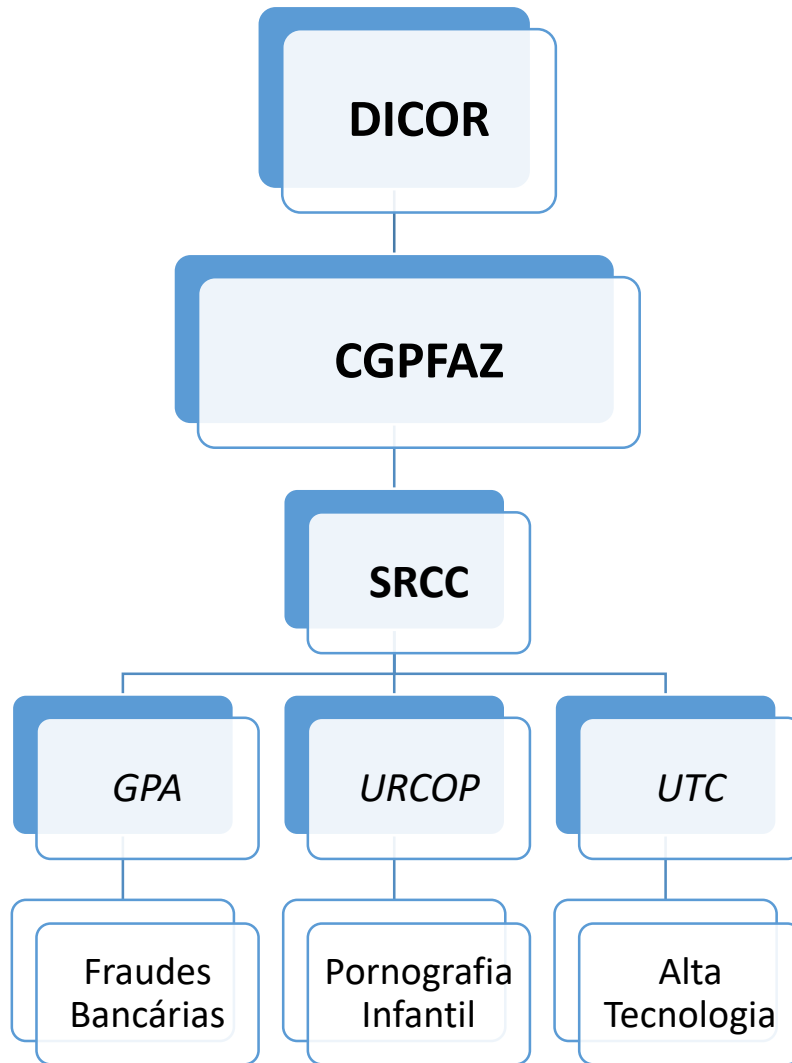 DICOR
CGPFAZ
SRCC
GPA
URCOP
UTC
Fraudes
Bancárias
Pornografia
Infantil
Alta
Tecnologia